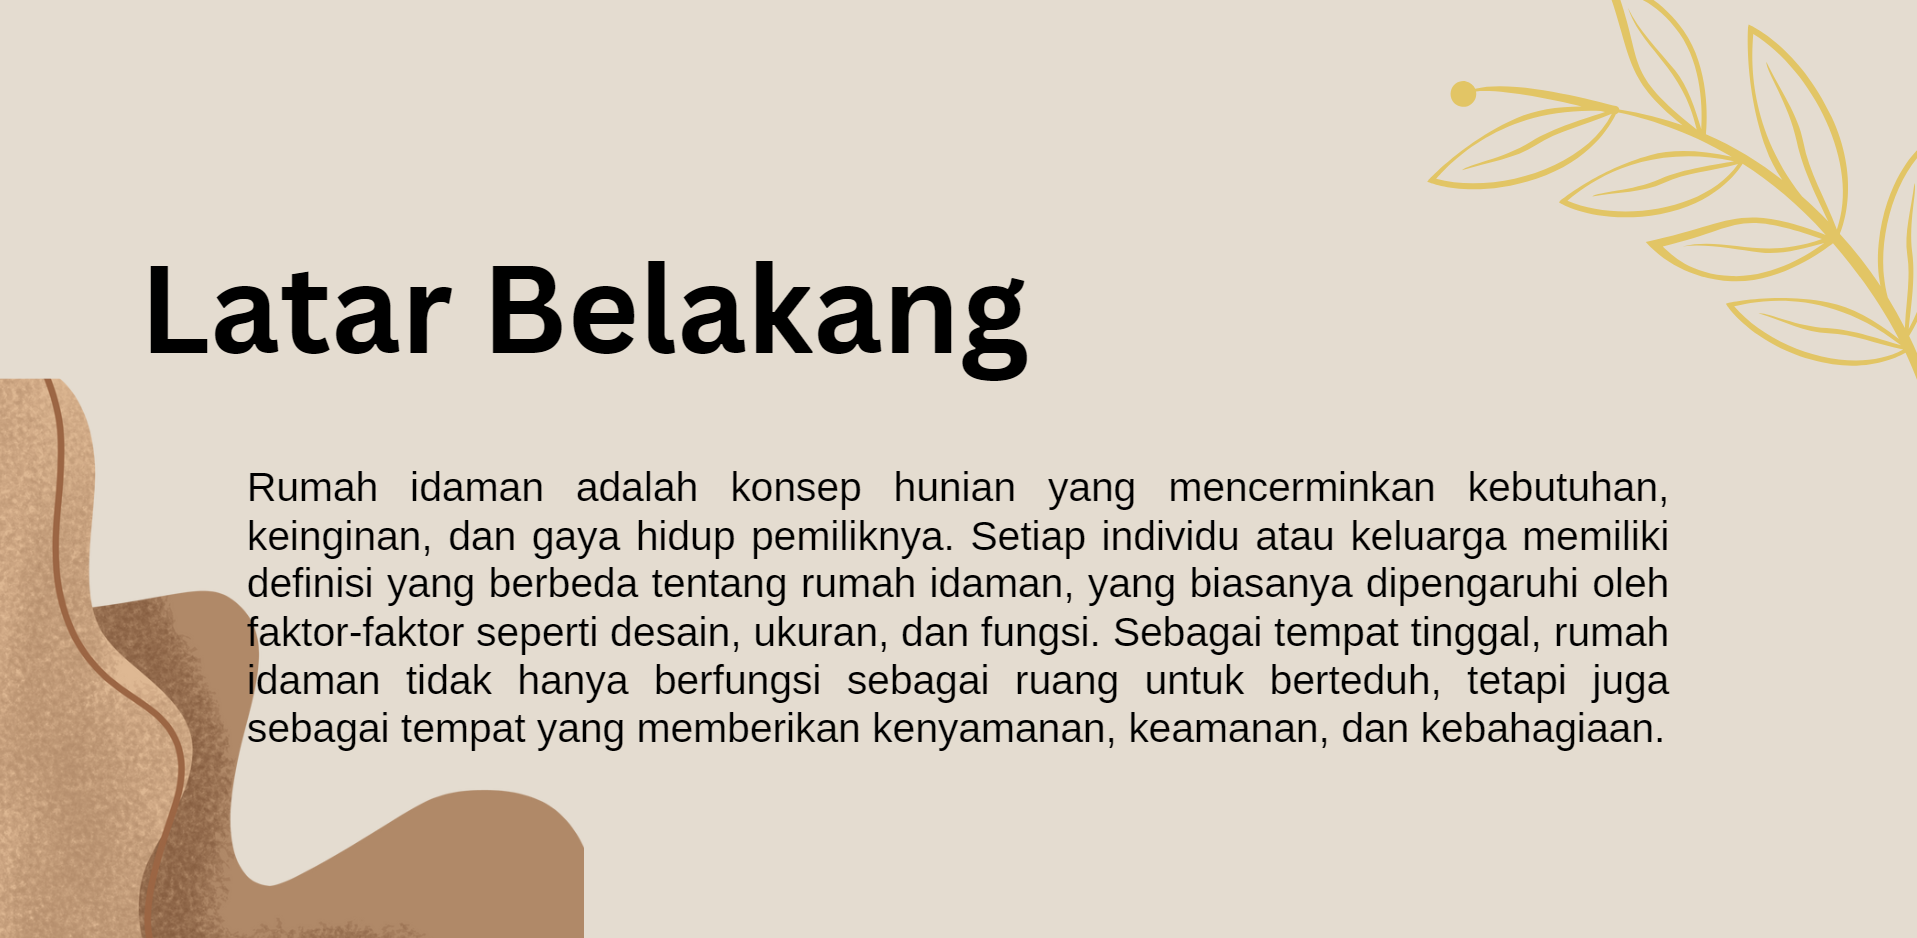 Latar Belakang
Rumah idaman adalah konsep hunian yang mencerminkan kebutuhan,
keinginan, dan gaya hidup pemiliknya. Setiap individu atau keluarga memiliki
definisi yang berbeda tentang rumah idaman, yang biasanya dipengaruhi oleh
faktor-faktor seperti desain, ukuran, dan fungsi. Sebagai tempat tinggal, rumah
idaman tidak hanya berfungsi sebagai ruang untuk berteduh, tetapi juga
sebagai tempat yang memberikan kenyamanan, keamanan, dan kebahagiaan.